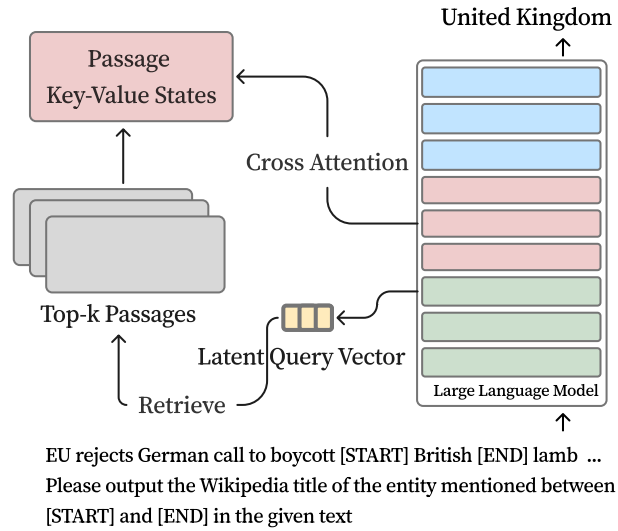 United Kingdom
Passage
Key-Value States
Cross Attention
Top-k Passages
Latent Query Vector
Large Language Model
Retrieve
EU rejects German call to boycott [START] British [END] lamb ...
Please output the Wikipedia title of the entity mentioned between
[START] and [END] in the given text